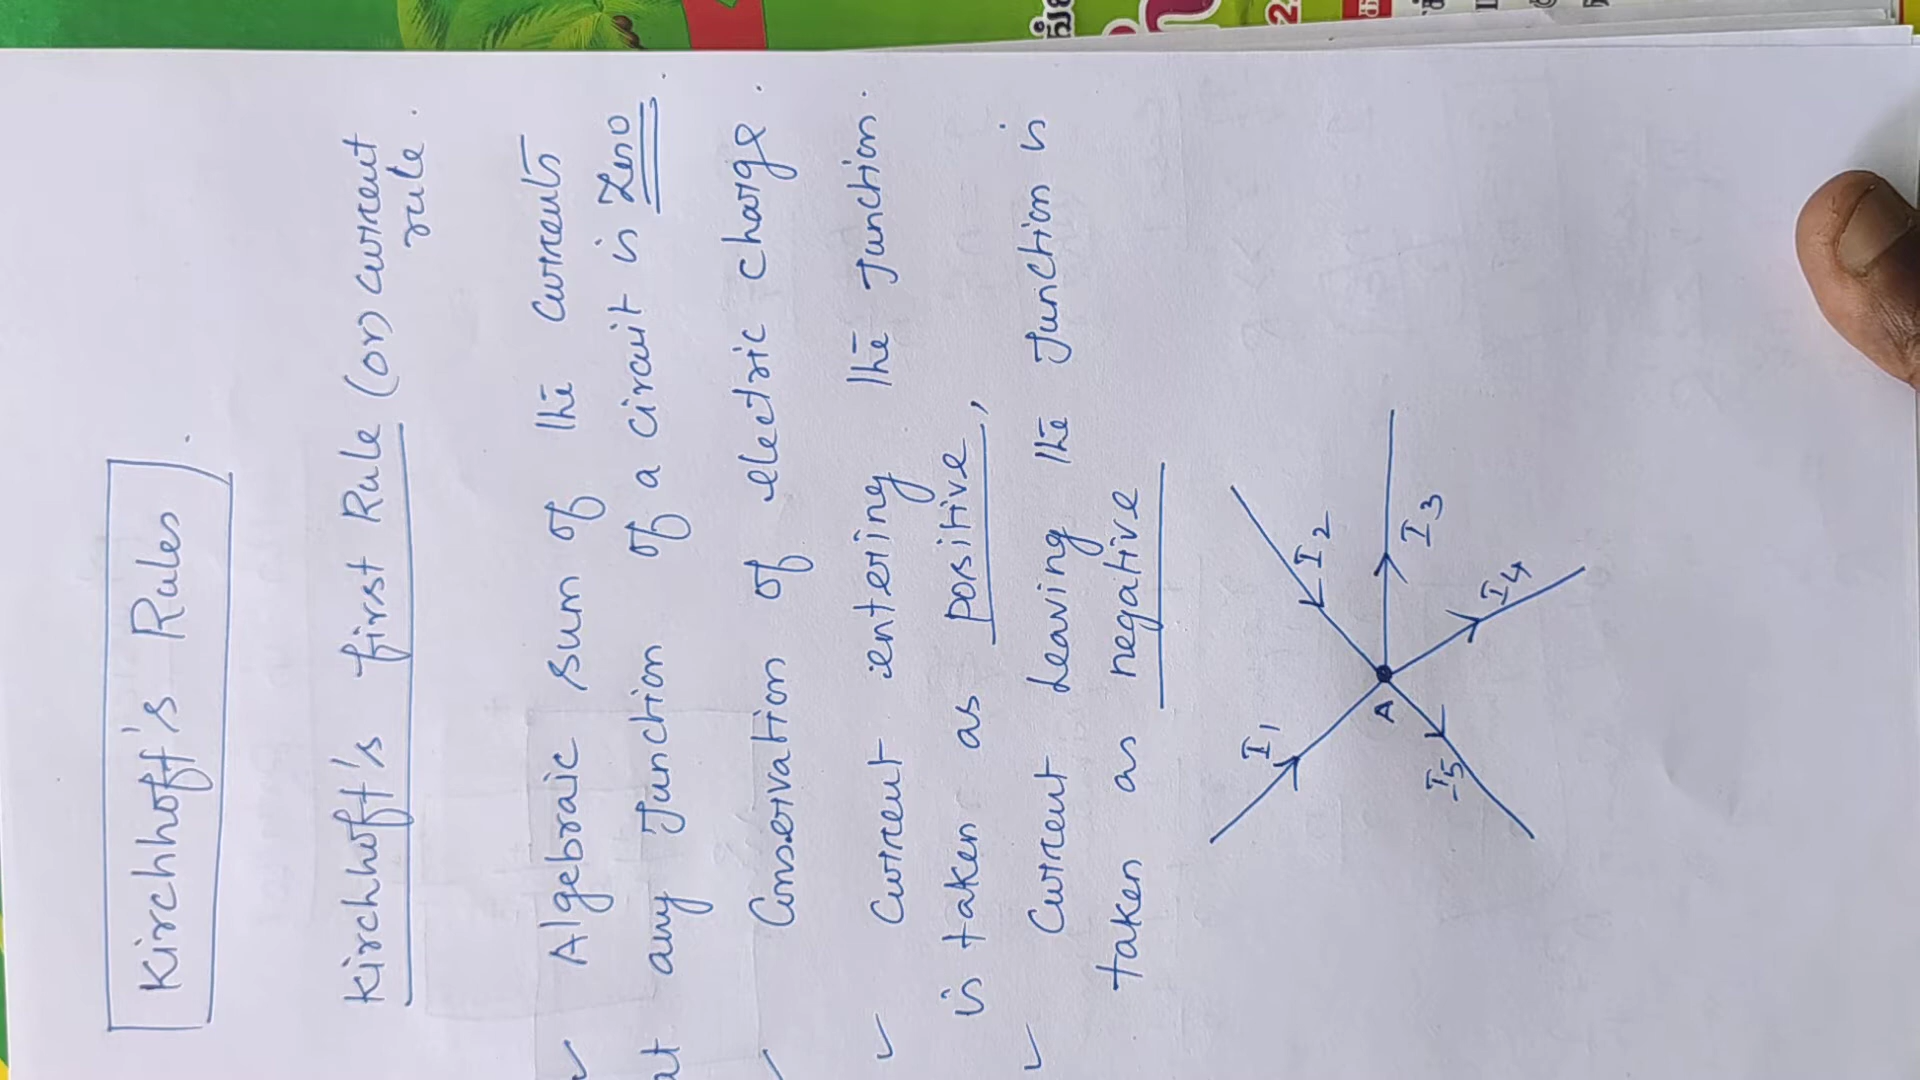 Kirchhoff's Rules.
Kirchhoff's first Rule (or) current
rule.
✓ Algebraic sum of the currents
at any Junction of a circuit is Zero.
✓ Conservation of electric charge.
✓ Current entering the Junction.
is taken as positive,
✓ Current Leaving the Junction is
taken as negative
I1
I2
A
I3
I5
I4